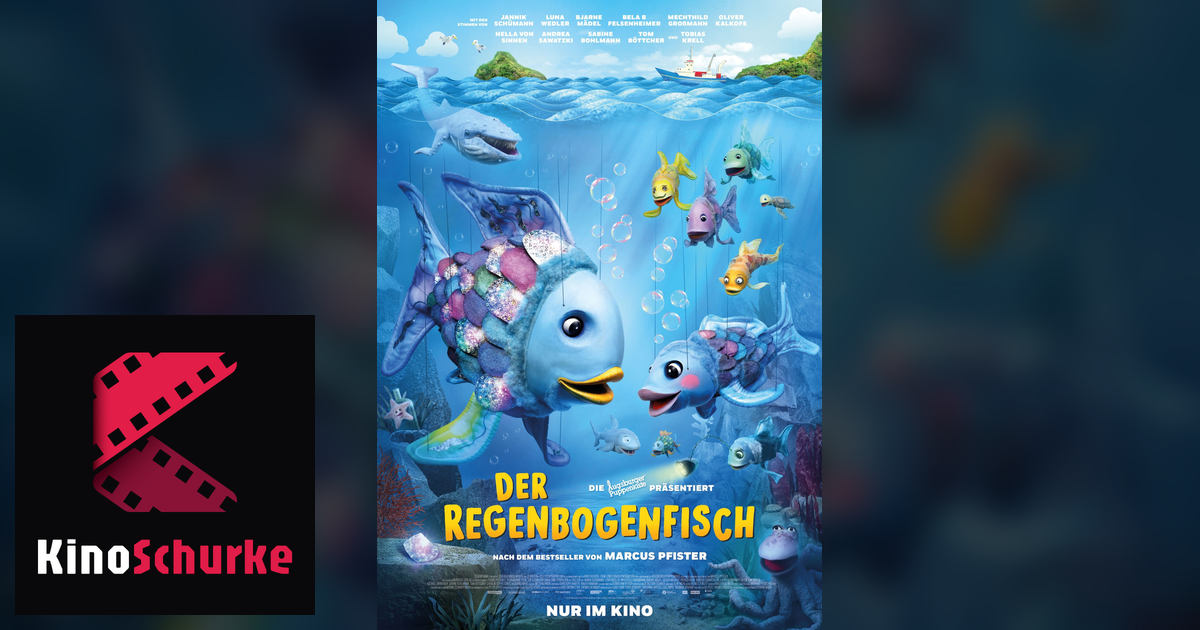 MIT DEN STIMMEN VON JANNIK SCHÜMANN LUNA WEDLER BJARNE MÄDEL BELA B FELSENHEIMER MECHTHILD GROßMANN OLIVER KALKOFE
HELLA VON SINNEN ANDREA SAWATZKI SABINE BOHLMANN TOM BÖTTCHER UND TOBIAS KRELL
DER
DIE Augsburger Puppenkiste PRÄSENTIERT
REGENBOGENFISCH
NACH DEM BESTSELLER VON MARCUS PFISTER
NUR IM KINO
KinoSchurke